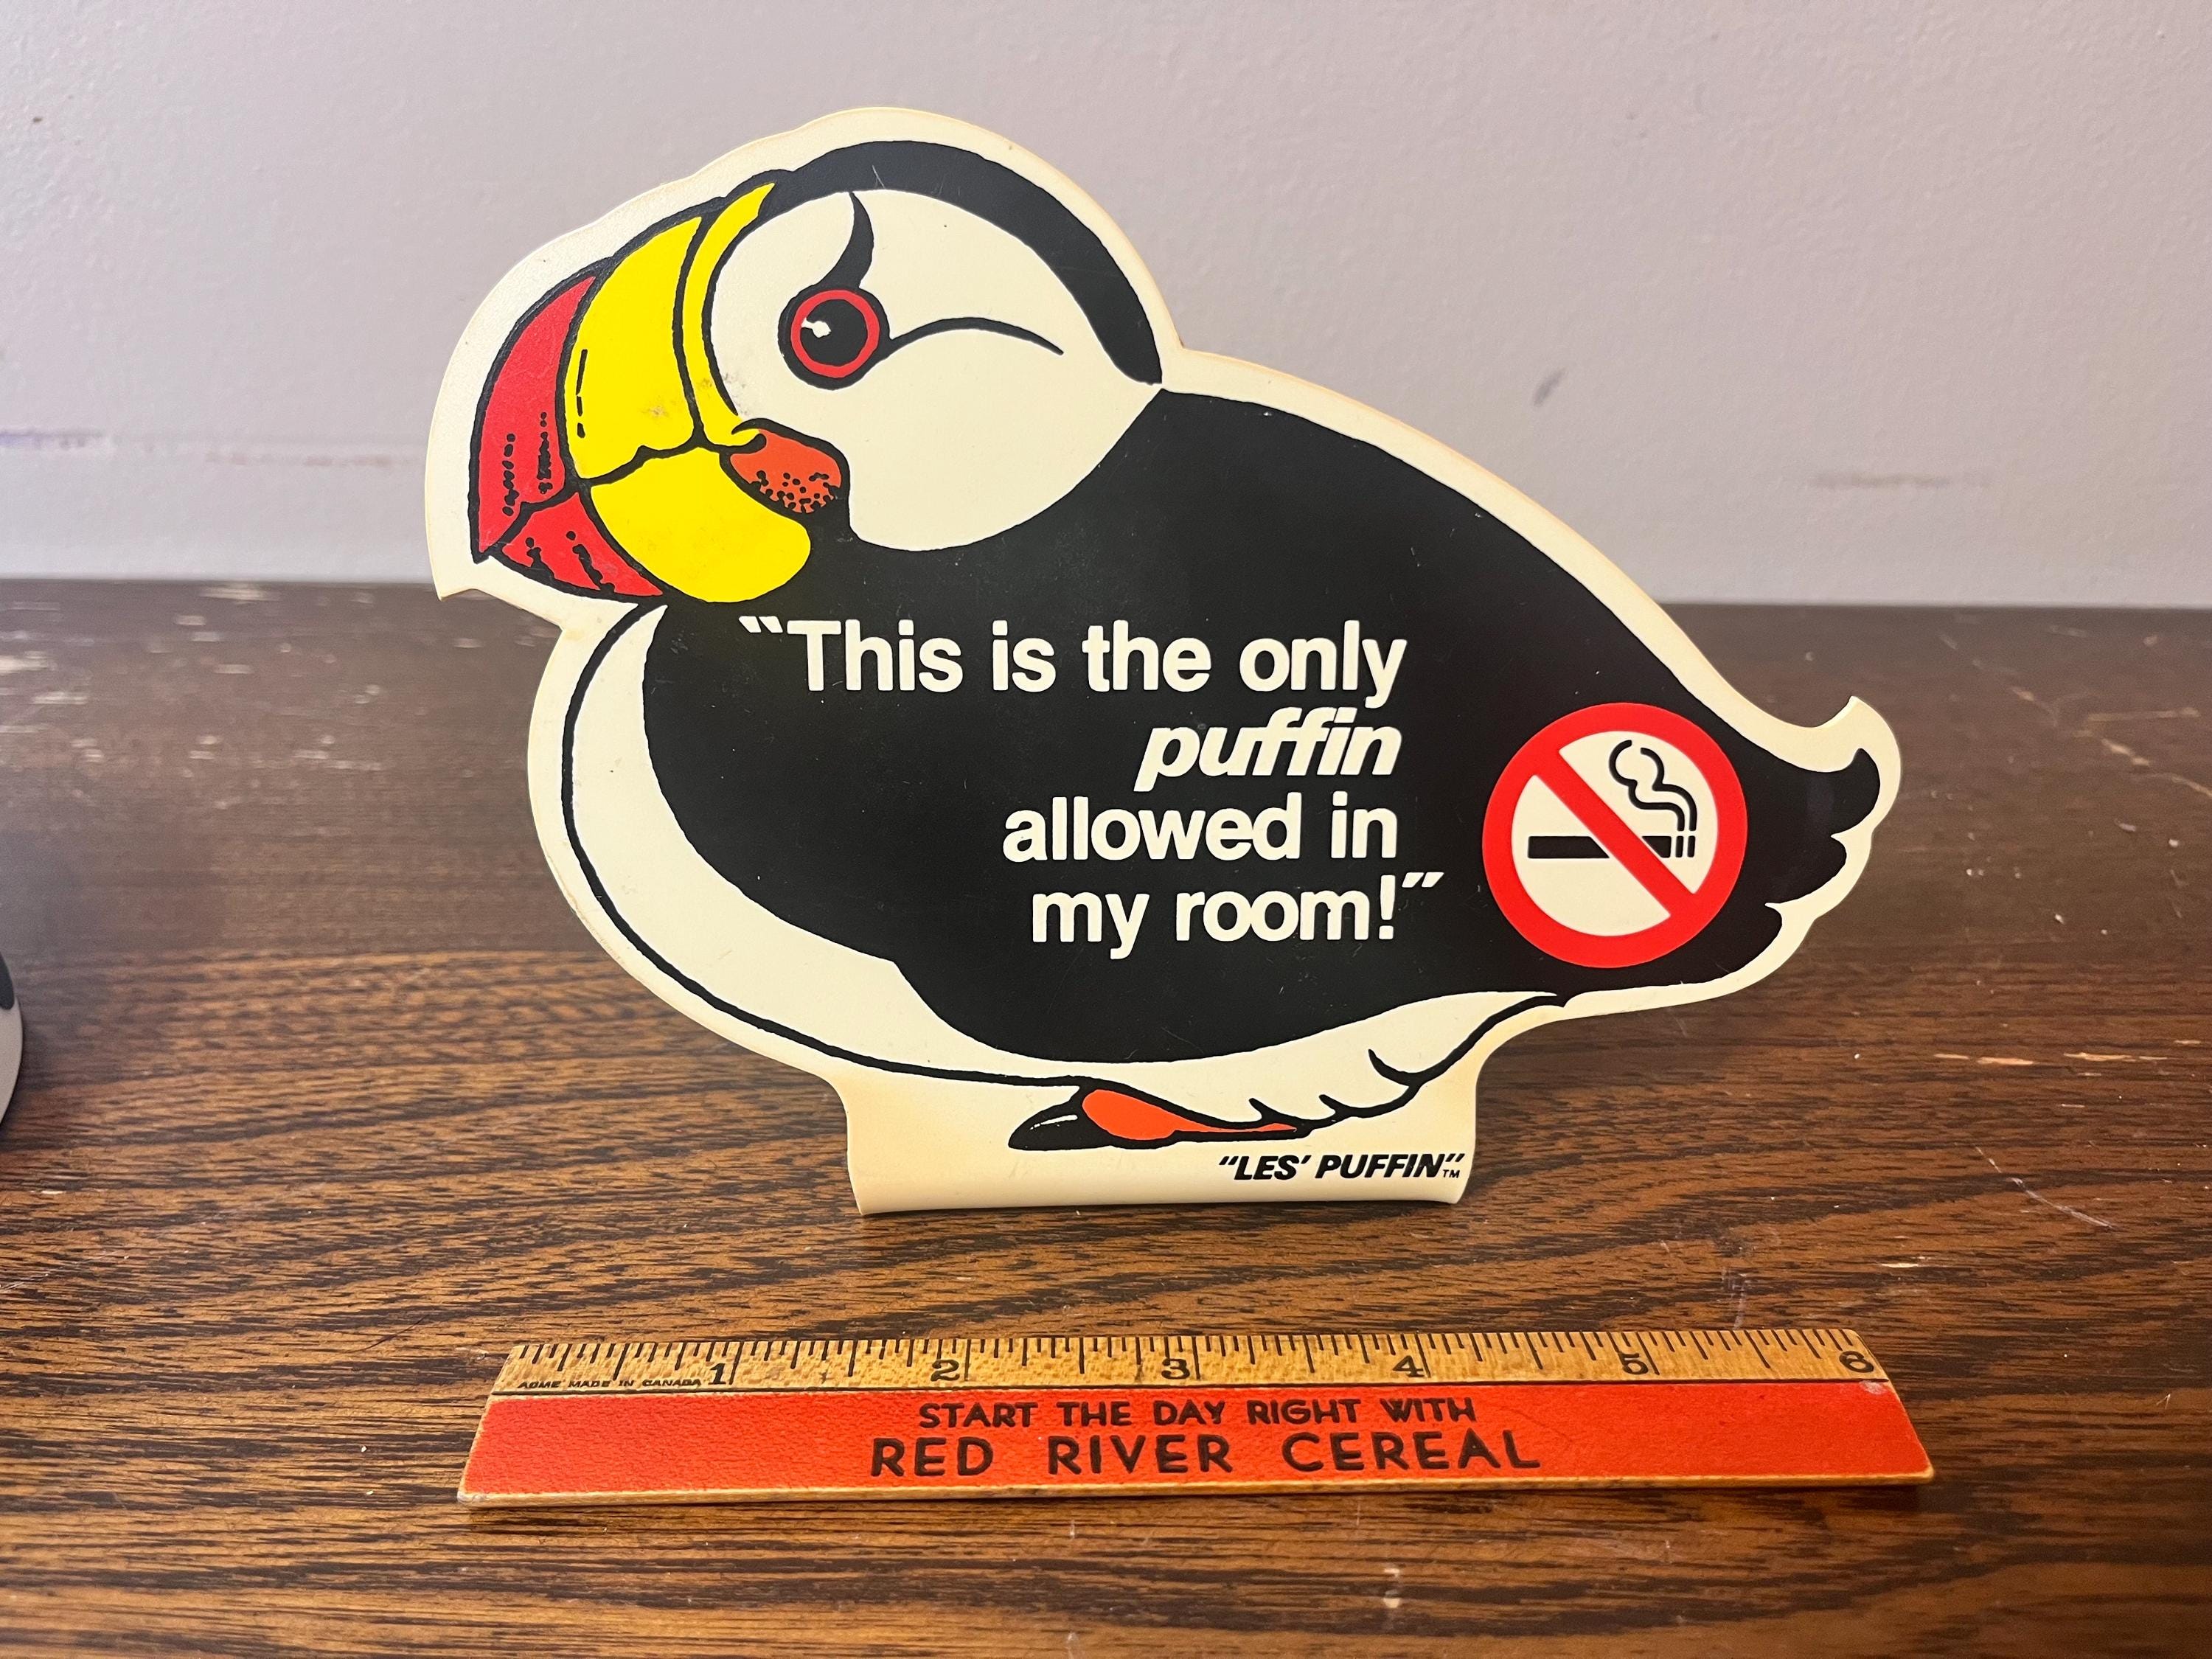 "This is the only
puffin
allowed in
my room!"
"LES' PUFFIN"™
1 2 3 4 5 6
ACME MADE IN CANADA
START THE DAY RIGHT WITH
RED RIVER CEREAL